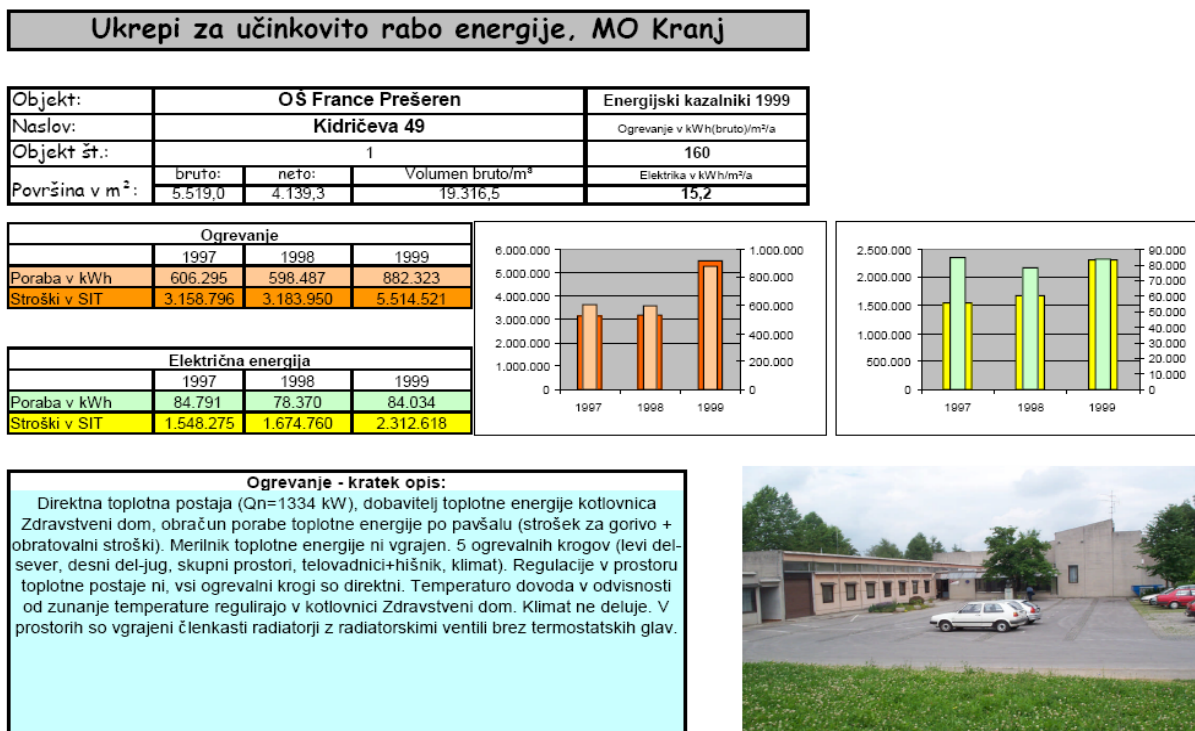 Ukrepi za učinkovito rabo energije, MO Kranj
Objekt: OŠ France Prešeren Energijski kazalniki 1999
Naslov: Kidričeva 49 Ogrevanje v kWh(bruto)/m²/a
Objekt št.: 1 160
Površina v m²: bruto: neto: Volumen bruto/m³ Elektrika v kWh/m²/a
5.519,0 4.139,3 19.316,5 15,2
Ogrevanje
1997 1998 1999
Poraba v kWh 606.295 598.487 882.323
Stroški v SIT 3.158.796 3.183.950 5.514.521
Električna energija
1997 1998 1999
Poraba v kWh 84.791 78.370 84.034
Stroški v SIT 1.548.275 1.674.760 2.312.618
6.000.000 1.000.000
5.000.000 800.000
4.000.000 600.000
3.000.000 400.000
2.000.000 200.000
1.000.000
0 0
1997 1998 1999
2.500.000 90.000
80.000
2.000.000 70.000
60.000
1.500.000 50.000
1.000.000 40.000
30.000
500.000 20.000
10.000
0 0
1997 1998 1999
Ogrevanje - kratek opis:
Direktna toplotna postaja (Qn=1334 kW), dobavitelj toplotne energije kotlovnica
Zdravstveni dom, obračun porabe toplotne energije po pavšalu (strošek za gorivo +
obratovalni stroški). Merilnik toplotne energije ni vgrajen. 5 ogrevalnih krogov (levi del-
sever, desni del-jug, skupni prostori, telovadnici+hišnik, klimat). Regulacije v prostoru
toplotne postaje ni, vsi ogrevalni krogi so direktni. Temperaturo dovoda v odvisnosti
od zunanje temperature regulirajo v kotlovnici Zdravstveni dom. Klimat ne deluje. V
prostorih so vgrajeni členkasti radiatorji z radiatorskimi ventili brez termostatskih glav.